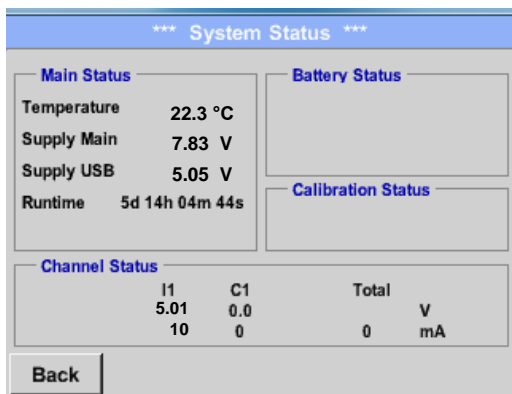 *** System Status ***
Main Status
Temperature 22.3 °C
Supply Main 7.83 V
Supply USB 5.05 V
Runtime 5d 14h 04m 44s
Battery Status
Calibration Status
Channel Status
I1 C1 Total
5.01 0.0 V
10 0 0 mA
Back